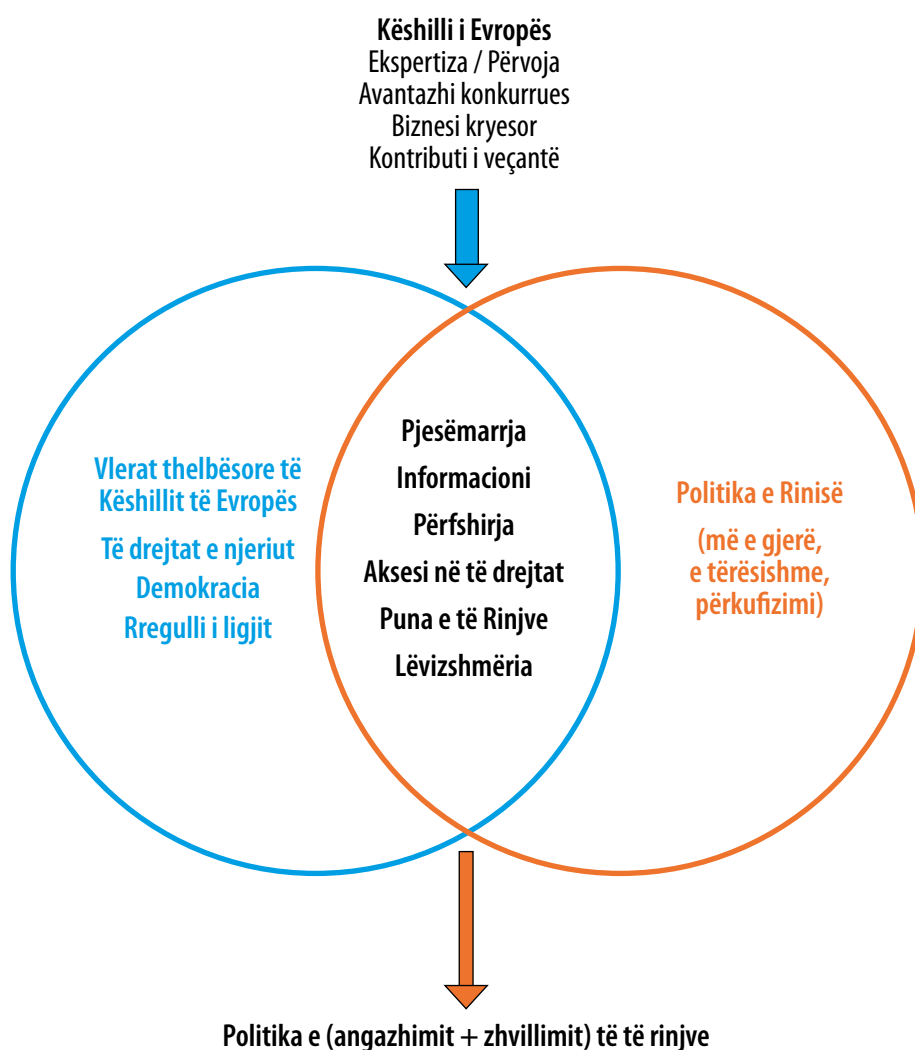 Këshilli i Evropës
Ekspertiza / Përvoja
Avantazhi konkurrues
Biznesi kryesor
Kontributi i veçantë
Vlerat thelbësore të
Këshillit të Evropës
Të drejtat e njeriut
Demokracia
Rregulli i ligjit
Pjesëmarrja
Informacioni
Përfshirja
Aksesi në të drejtat
Puna e të Rinjve
Lëvizshmëria
Politika e Rinisë
(më e gjerë,
e tërësishme,
përkufizimi)
Politika e (angazhimit + zhvillimit) të të rinjve